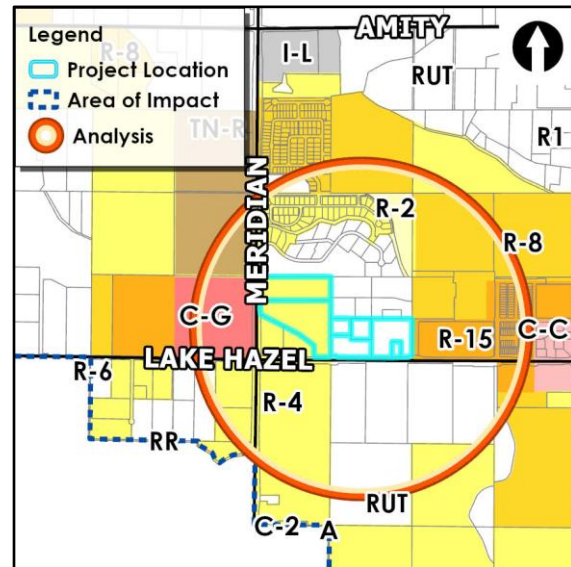 Legend
Project Location
Area of Impact
Analysis
R-8
TN-R
I-L
AMITY
RUT
R1
MERIDIAN
R-2
R-8
C-G
R-15
C-C
LAKE HAZEL
R-6
R-4
RR
RUT
C-2
A